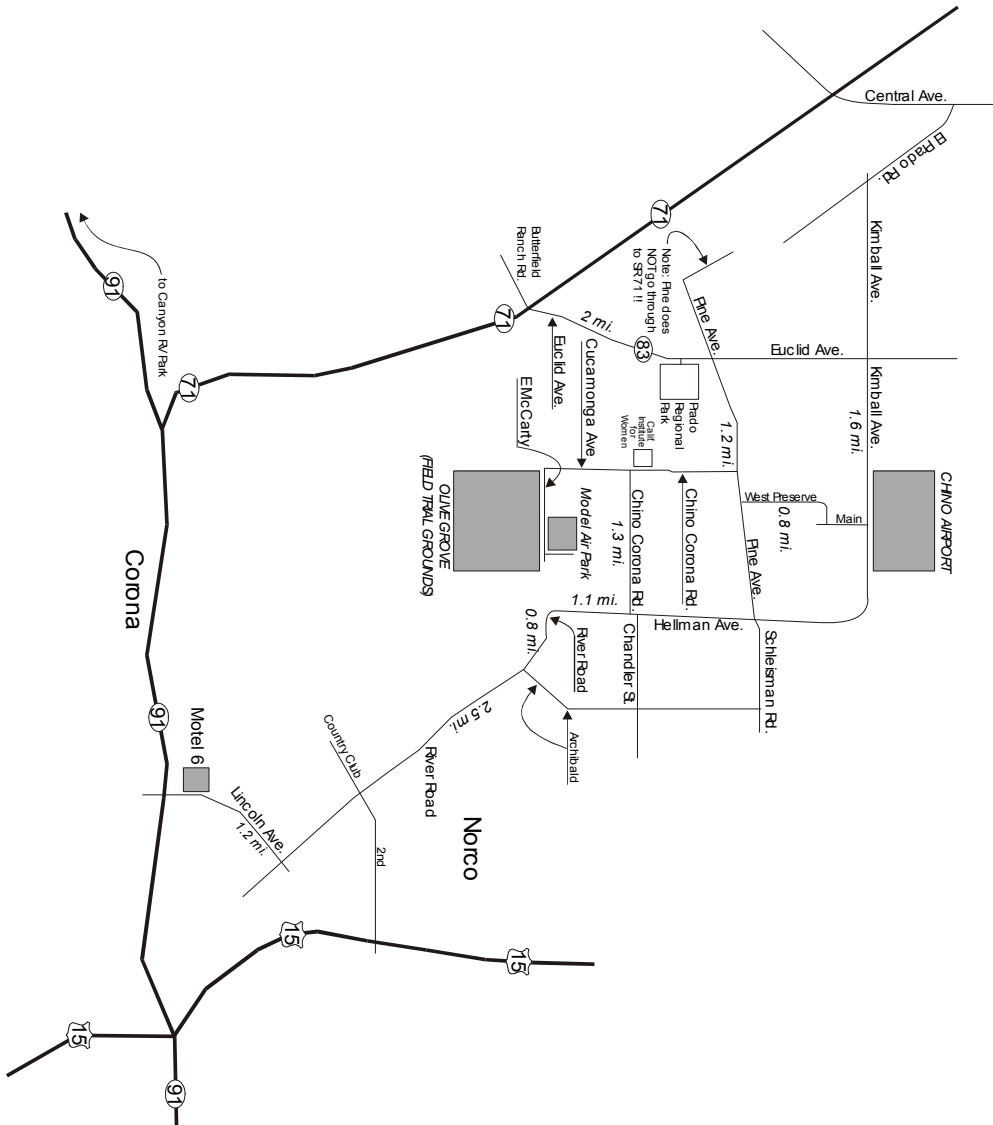 Central Ave.
El Prado Rd.
Kimball Ave.
71
Butterfield
Ranch Rd.
Note: Pine does
NOT go through
to SR71 !!
Pine Ave.
91
to Canyon RV Park
71
71
2 mi.
83
Euclid Ave.
Euclid Ave.
Kimball Ave.
1.6 mi.
Cucamonga Ave
E McCarty
Prado
Regional
Park
Calif
Institute
for
Women
1.2 mi.
CHINO AIRPORT
OLIVE GROVE
(FIELD TRIAL GROUNDS)
Model Air Park
Chino Corona Rd.
1.3 mi.
Chino Corona Rd.
West Preserve
0.8 mi.
Main
Pine Ave.
Corona
1.1 mi.
Hellman Ave.
0.8 mi.
River Road
Chandler St.
Schleisman Rd.
91
Motel 6
Lincoln Ave.
1.2 mi.
Country Club
2.5 mi.
River Road
Archibald
2nd
Norco
15
15
15
91